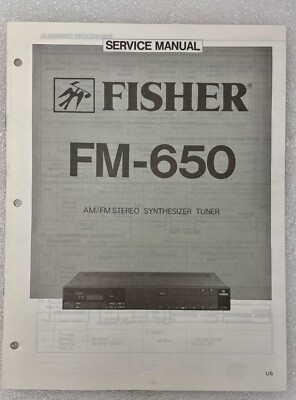 SERVICE MANUAL
FISHER®
FM-650
AM/FM STEREO SYNTHESIZER TUNER
US